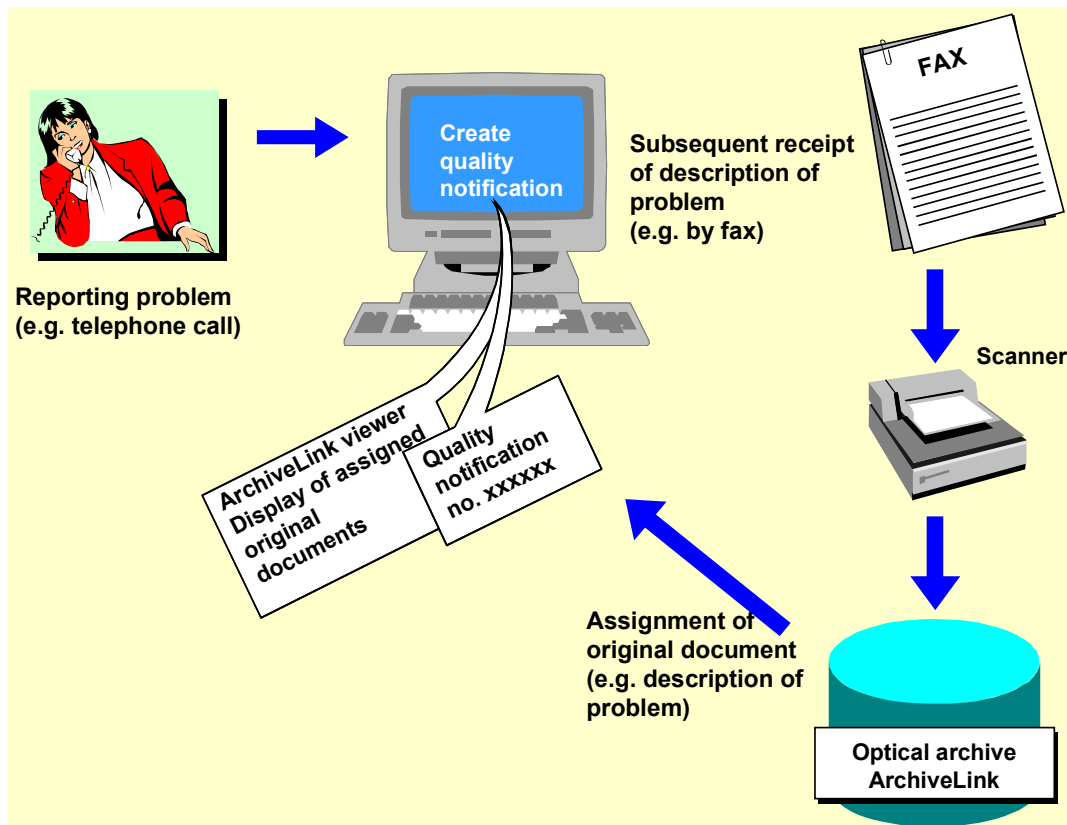 Create
quality
notification
FAX
Subsequent receipt
of description of
problem
(e.g. by fax)
Reporting problem
(e.g. telephone call)
Scanner
ArchiveLink viewer
Display of assigned
original
documents
Quality
notification
no. xxxxxx
Assignment of
original document
(e.g. description of
problem)
Optical archive
ArchiveLink